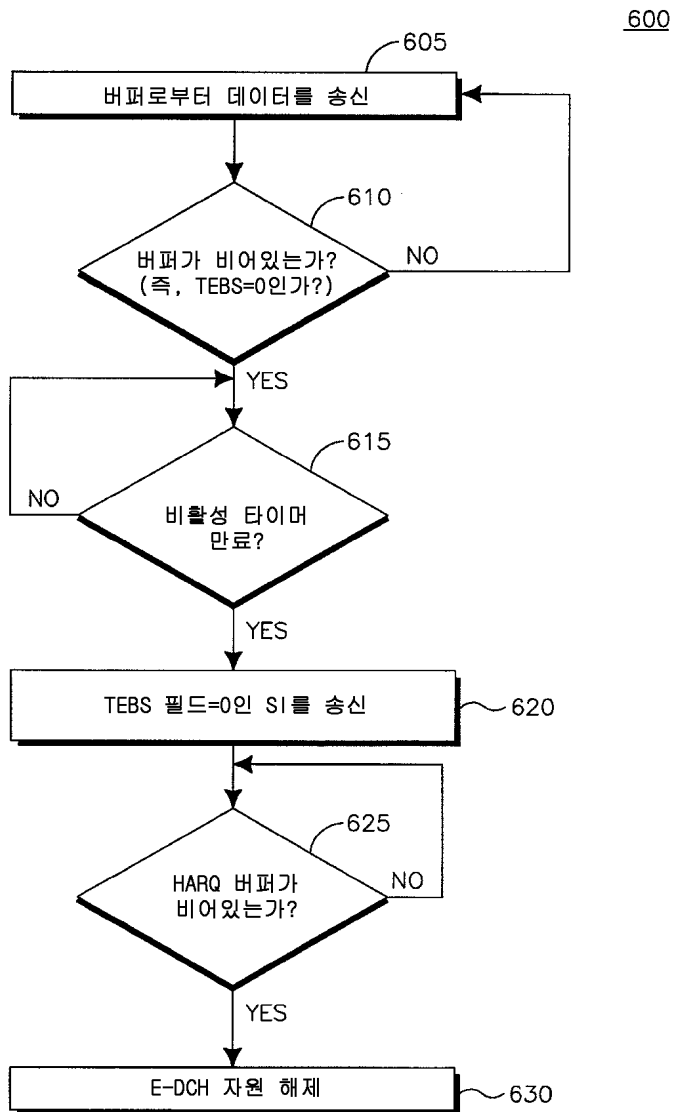 600
605
버퍼로부터 데이터를 송신
610
버퍼가 비어있는가?
(즉, TEBS=0인가?)
NO
YES
615
NO
비활성 타이머
만료?
YES
TEBS 필드=0인 SI를 송신
620
625
HARQ 버퍼가
비어있는가?
NO
YES
E-DCH 자원 해제
630